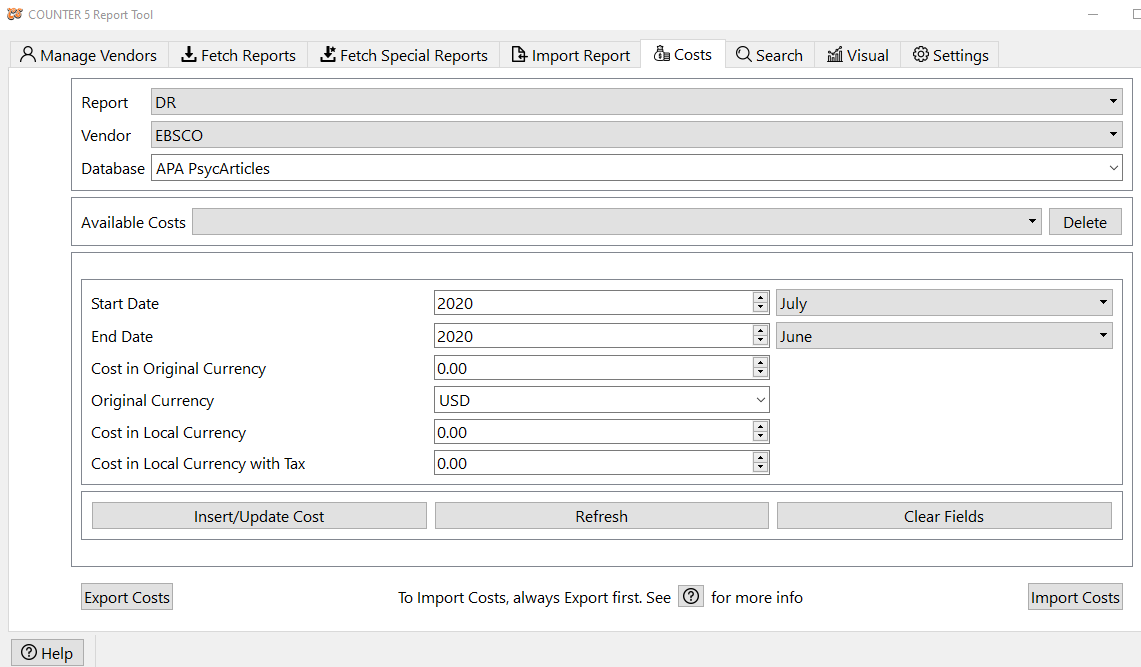 COUNTER 5 Report Tool
Manage Vendors Fetch Reports Fetch Special Reports Import Report Costs Search Visual Settings
Report DR
Vendor EBSCO
Database APA PsycArticles
Available Costs Delete
Start Date 2020 July
End Date 2020 June
Cost in Original Currency 0.00
Original Currency USD
Cost in Local Currency 0.00
Cost in Local Currency with Tax 0.00
Insert/Update Cost Refresh Clear Fields
Export Costs To Import Costs, always Export first. See ? for more info Import Costs
? Help